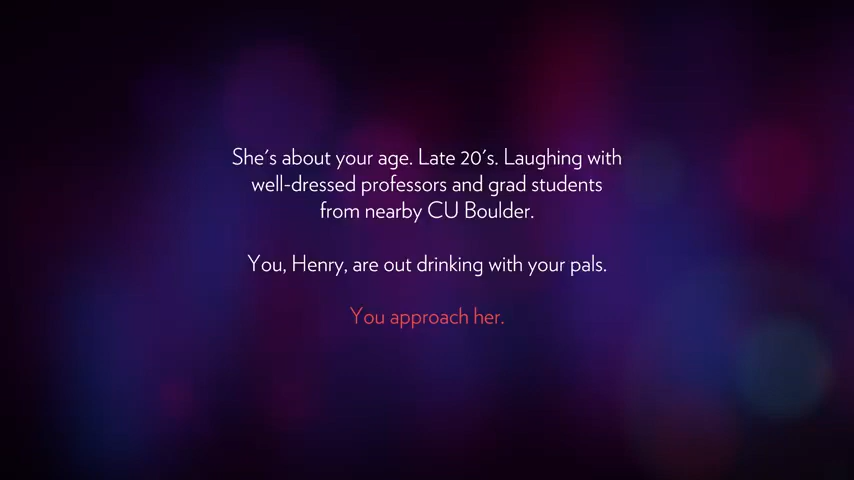 She's about your age. Late 20's. Laughing with
well-dressed professors and grad students
from nearby CU Boulder.
You, Henry, are out drinking with your pals.
You approach her.